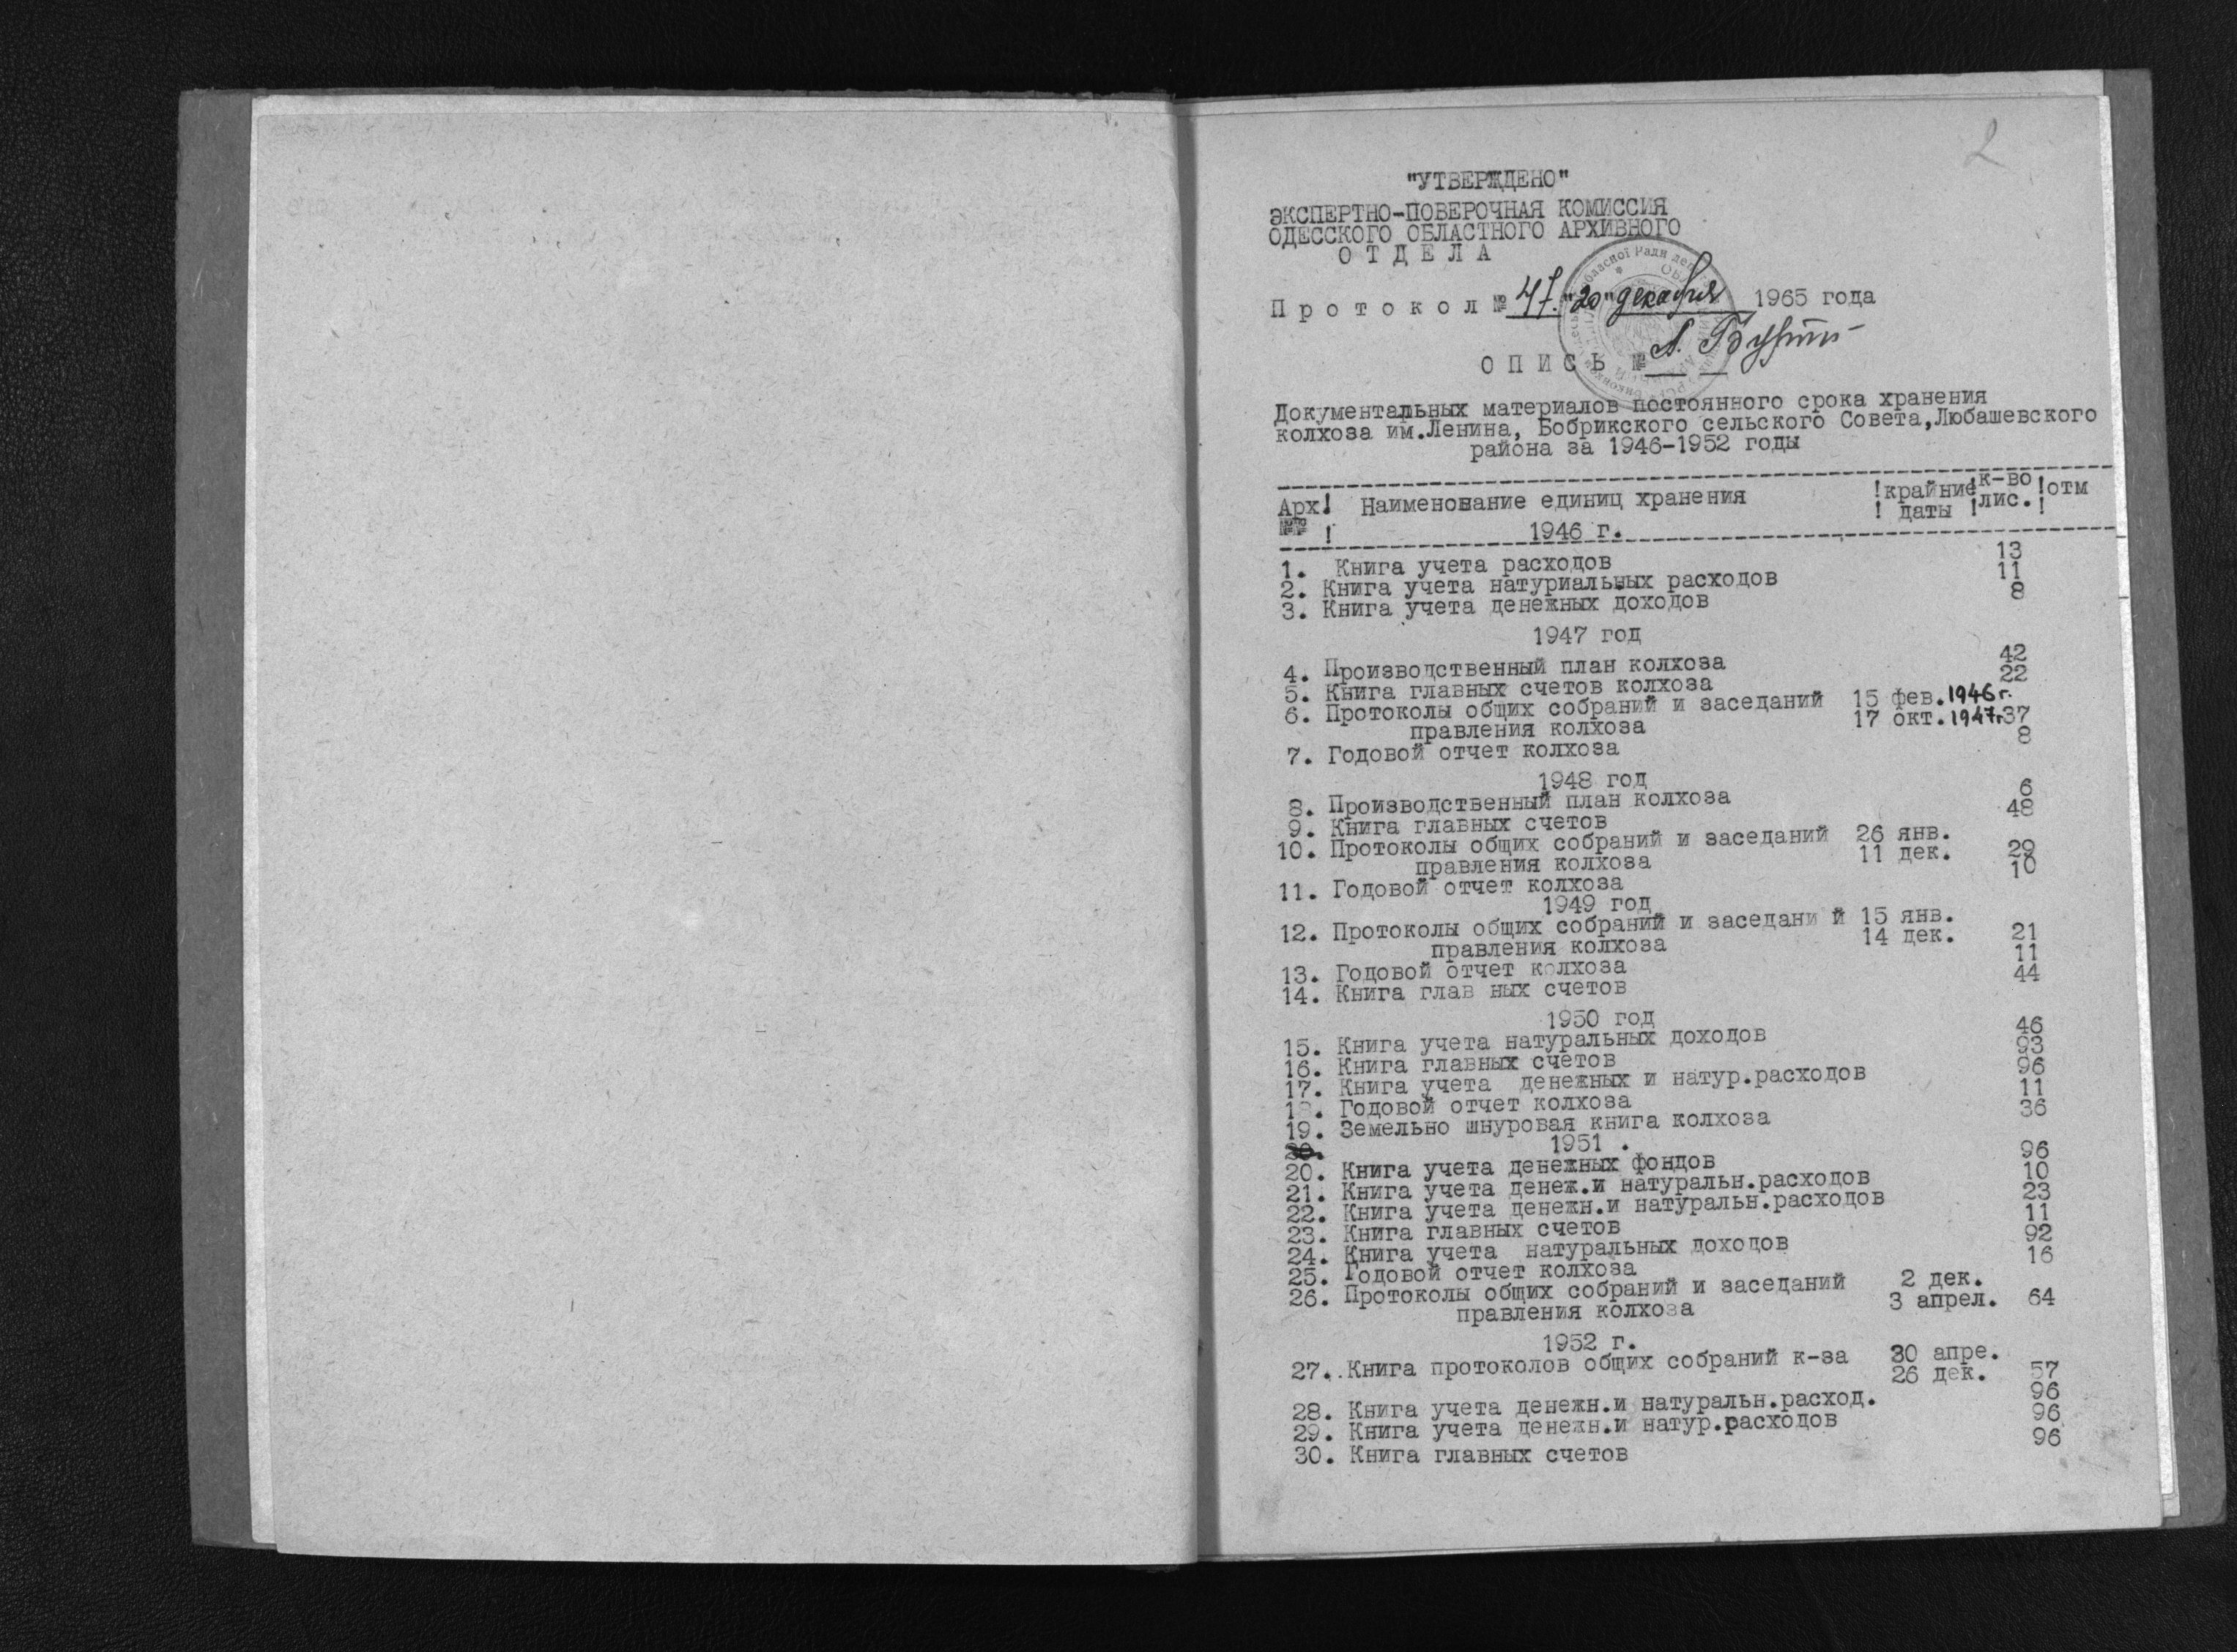 2
"УТВЕРЖДЕНО"
ЭКСПЕРТНО-ПОВЕРОЧНАЯ КОМИССИЯ
ОДЕССКОГО ОБЛАСТНОГО АРХИВНОГО
О Т Д Е Л А
П р о т о к о л № 47. "20" декабря 1965 года
О П И С Ь №
Документальных материалов постоянного срока хранения
колхоза им.Ленина, Бобрикского сельского Совета,Любашевского
района за 1946-1952 годы
Арх! Наименование единиц хранения !крайние!к-во !отм
№№ ! ! даты !лис. !
1946 г.
1. Книга учета расходов 13
2. Книга учета натуриальных расходов 11
3. Книга учета денежных доходов 8
1947 год
4. Производственный план колхоза 42
5. Книга главных счетов колхоза 22
6. Протоколы общих собраний и заседаний 15 фев.1946г.
правления колхоза 17 окт.1947г37
7. Годовой отчет колхоза 8
1948 год
8. Производственный план колхоза 6
9. Книга главных счетов 48
10. Протоколы общих собраний и заседаний 26 янв.
правления колхоза 11 дек. 29
11. Годовой отчет колхоза 10
1949 год
12. Протоколы общих собраний и заседани й 15 янв.
правления колхоза 14 дек. 21
13. Годовой отчет колхоза 11
14. Книга глав ных счетов 44
1950 год
15. Книга учета натуральных доходов 46
16. Книга главных счетов 93
17. Книга учета денежных и натур.расходов 96
18. Годовой отчет колхоза 11
19. Земельно шнуровая книга колхоза 36
1951 .
20. Книга учета денежных фондов 96
21. Книга учета денеж.и натуральн.расходов 10
22. Книга учета денежн.и натуральн.расходов 23
23. Книга главных счетов 11
24. Книга учета натуральных доходов 92
25. Годовой отчет колхоза 16
26. Протоколы общих собраний и заседаний 2 дек.
правления колхоза 3 апрел. 64
1952 г.
27..Книга протоколов общих собраний к-за 30 апре.
26 дек. 57
28. Книга учета денежн.и натуральн.расход. 96
29. Книга учета денежн.и натур.расходов 96
30. Книга главных счетов 96